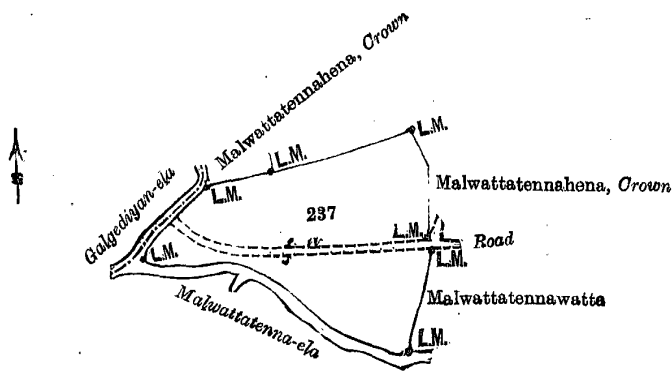 Malwattatennahena, Crown
L.M.
L.M.
L.M.
Galgediyan-ela
Malwattatennahena, Crown
237
L.M.
Road
L.M.
L.M.
Malwattatennawatta
Malwattatenna-ela
L.M.